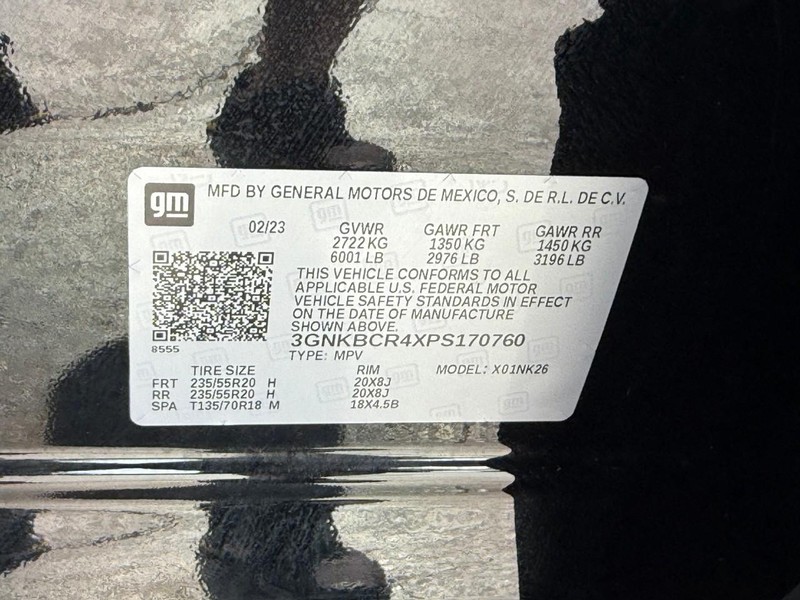 gm
MFD BY GENERAL MOTORS DE MEXICO, S. DE R.L. DE C.V.
02/23 GVWR GAWR FRT GAWR RR
2722 KG 1350 KG 1450 KG
6001 LB 2976 LB 3196 LB
THIS VEHICLE CONFORMS TO ALL
APPLICABLE U.S. FEDERAL MOTOR
VEHICLE SAFETY STANDARDS IN EFFECT
ON THE DATE OF MANUFACTURE
SHOWN ABOVE.
3GNKBCR4XPS170760
8555
TYPE: MPV
TIRE SIZE RIM MODEL: X01NK26
FRT 235/55R20 H 20X8J
RR 235/55R20 H 20X8J
SPA T135/70R18 M 18X4.5B